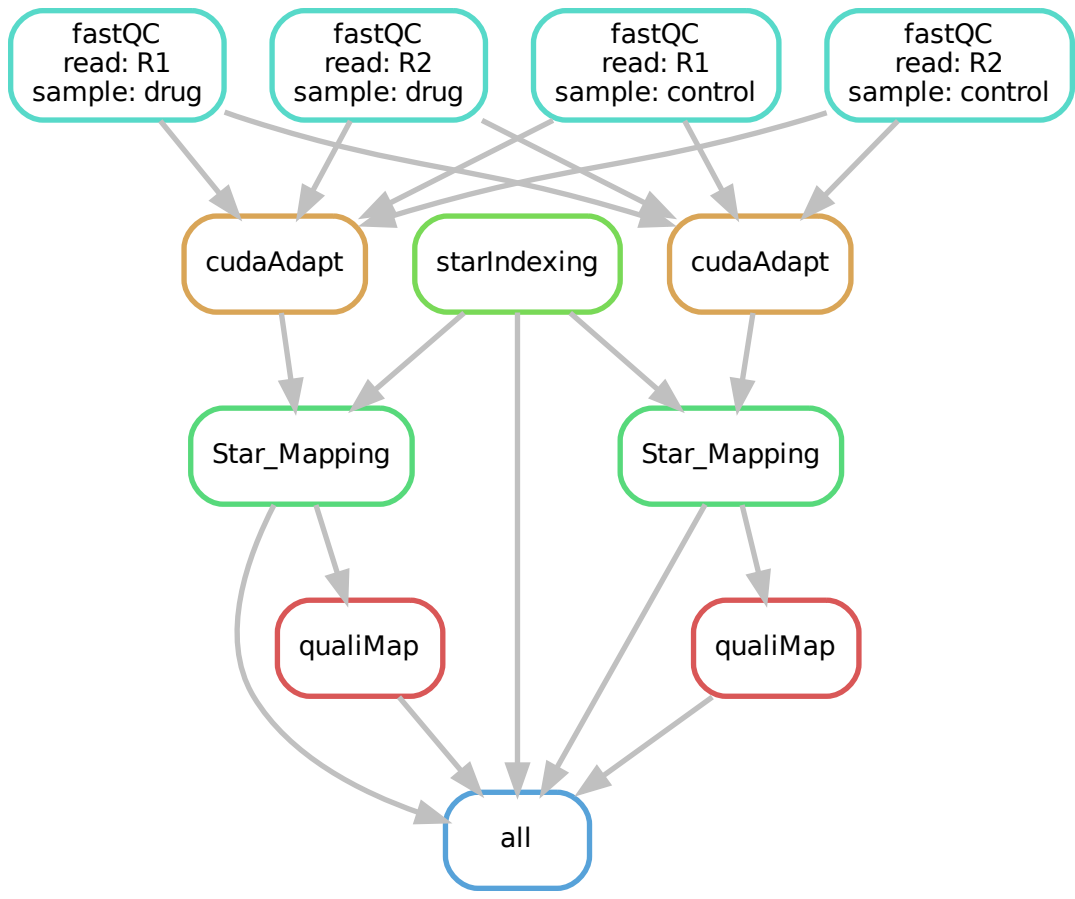 fastQC
read: R1
sample: drug
fastQC
read: R2
sample: drug
fastQC
read: R1
sample: control
fastQC
read: R2
sample: control
cudaAdapt
starIndexing
cudaAdapt
Star_Mapping
Star_Mapping
qualiMap
qualiMap
all